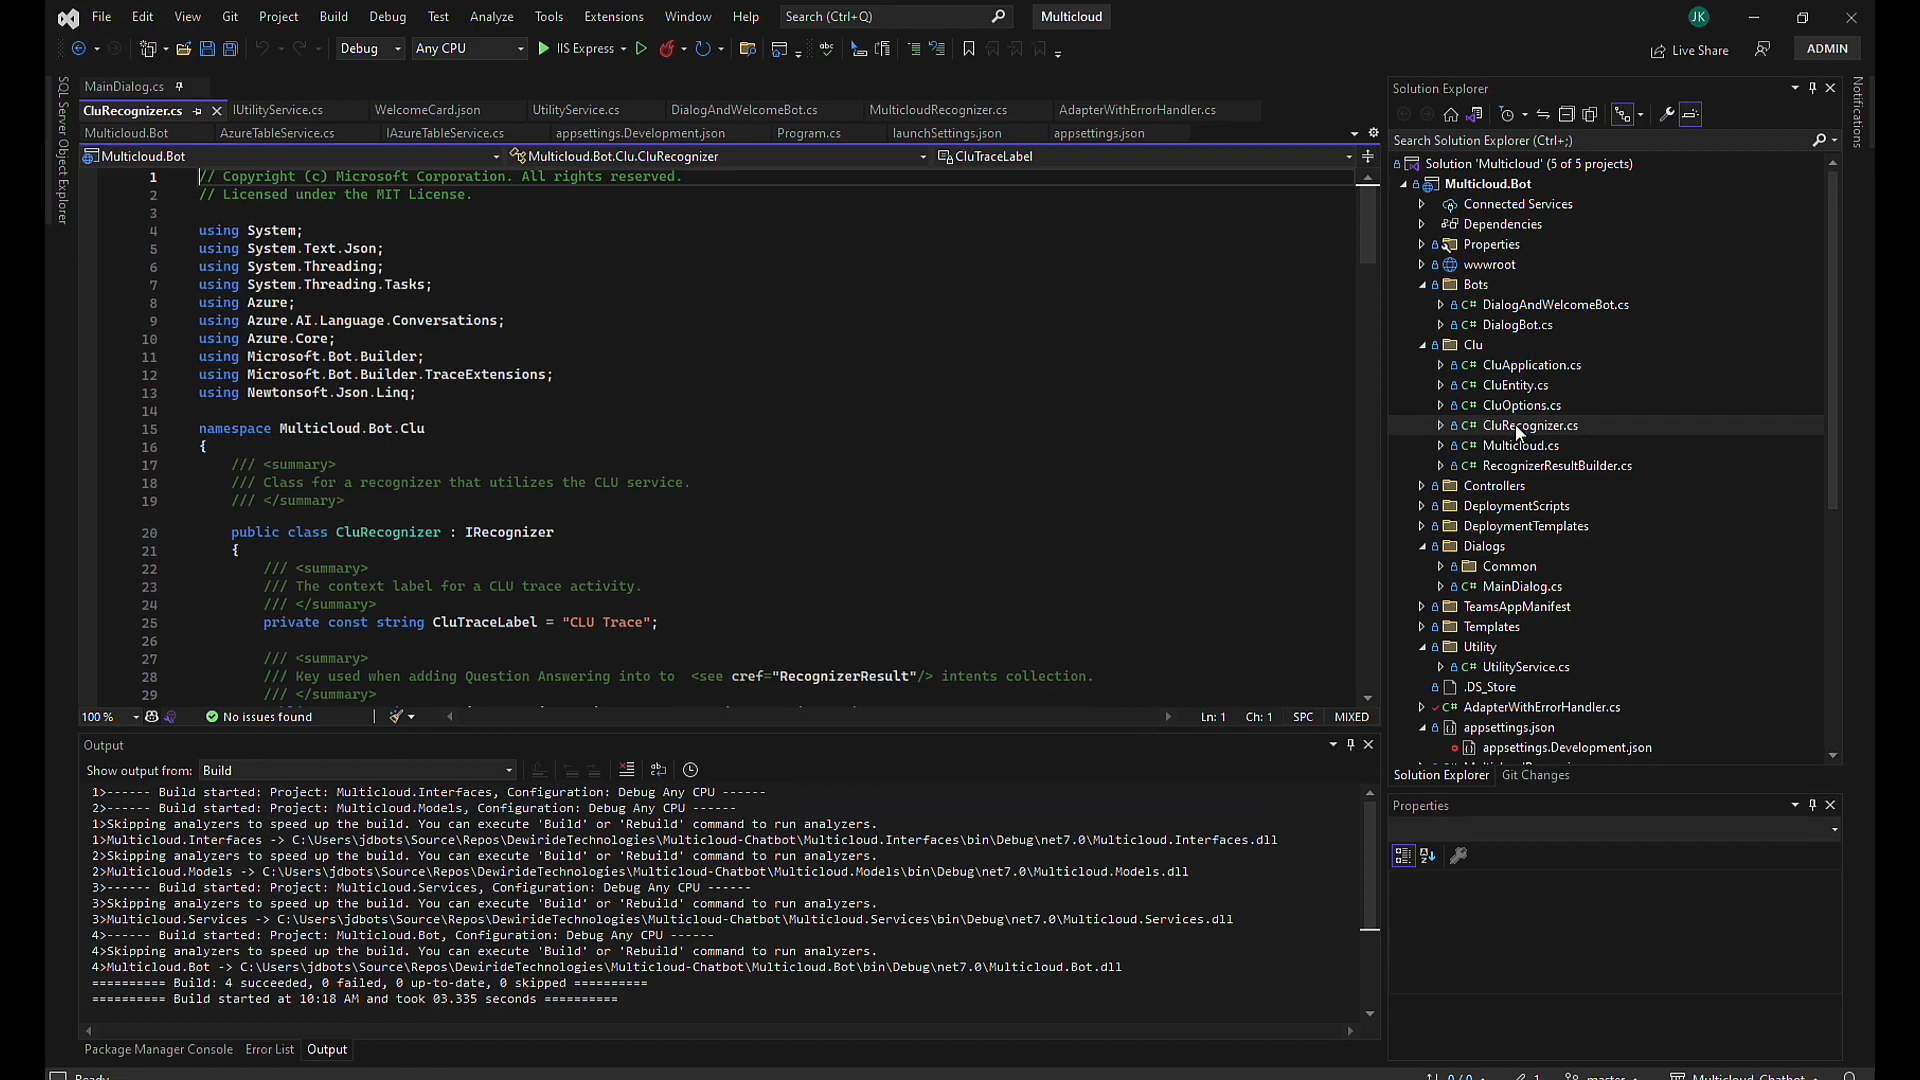 File Edit View Git Project Build Debug Test Analyze Tools Extensions Window Help Search (Ctrl+Q) Multicloud JK
Debug Any CPU IIS Express Live Share ADMIN
SQL Server Object Explorer
MainDialog.cs
CluRecognizer.cs IUtilityService.cs WelcomeCard.json UtilityService.cs DialogAndWelcomeBot.cs MulticloudRecognizer.cs AdapterWithErrorHandler.cs
Multicloud.Bot AzureTableService.cs IAzureTableService.cs appsettings.Development.json Program.cs launchSettings.json appsettings.json
Multicloud.Bot Multicloud.Bot.Clu.CluRecognizer CluTraceLabel
1 // Copyright (c) Microsoft Corporation. All rights reserved.
2 // Licensed under the MIT License.
3
4 using System;
5 using System.Text.Json;
6 using System.Threading;
7 using System.Threading.Tasks;
8 using Azure;
9 using Azure.AI.Language.Conversations;
10 using Azure.Core;
11 using Microsoft.Bot.Builder;
12 using Microsoft.Bot.Builder.TraceExtensions;
13 using Newtonsoft.Json.Linq;
14
15 namespace Multicloud.Bot.Clu
16 {
17 /// <summary>
18 /// Class for a recognizer that utilizes the CLU service.
19 /// </summary>
20 public class CluRecognizer : IRecognizer
21 {
22 /// <summary>
23 /// The context label for a CLU trace activity.
24 /// </summary>
25 private const string CluTraceLabel = "CLU Trace";
26
27 /// <summary>
28 /// Key used when adding Question Answering into to <see cref="RecognizerResult"/> intents collection.
29 /// </summary>
100 % No issues found Ln: 1 Ch: 1 SPC MIXED
Output
Show output from: Build
1>------ Build started: Project: Multicloud.Interfaces, Configuration: Debug Any CPU ------
2>------ Build started: Project: Multicloud.Models, Configuration: Debug Any CPU ------
1>Skipping analyzers to speed up the build. You can execute 'Build' or 'Rebuild' command to run analyzers.
1>Multicloud.Interfaces -> C:\Users\jdbots\Source\Repos\DewirideTechnologies\Multicloud-Chatbot\Multicloud.Interfaces\bin\Debug\net7.0\Multicloud.Interfaces.dll
2>Skipping analyzers to speed up the build. You can execute 'Build' or 'Rebuild' command to run analyzers.
2>Multicloud.Models -> C:\Users\jdbots\Source\Repos\DewirideTechnologies\Multicloud-Chatbot\Multicloud.Models\bin\Debug\net7.0\Multicloud.Models.dll
3>------ Build started: Project: Multicloud.Services, Configuration: Debug Any CPU ------
3>Skipping analyzers to speed up the build. You can execute 'Build' or 'Rebuild' command to run analyzers.
3>Multicloud.Services -> C:\Users\jdbots\Source\Repos\DewirideTechnologies\Multicloud-Chatbot\Multicloud.Services\bin\Debug\net7.0\Multicloud.Services.dll
4>------ Build started: Project: Multicloud.Bot, Configuration: Debug Any CPU ------
4>Skipping analyzers to speed up the build. You can execute 'Build' or 'Rebuild' command to run analyzers.
4>Multicloud.Bot -> C:\Users\jdbots\Source\Repos\DewirideTechnologies\Multicloud-Chatbot\Multicloud.Bot\bin\Debug\net7.0\Multicloud.Bot.dll
========== Build: 4 succeeded, 0 failed, 0 up-to-date, 0 skipped ==========
========== Build started at 10:18 AM and took 03.335 seconds ==========
Package Manager Console Error List Output
Solution Explorer
Search Solution Explorer (Ctrl+;)
Solution 'Multicloud' (5 of 5 projects)
Multicloud.Bot
Connected Services
Dependencies
Properties
wwwroot
Bots
C# DialogAndWelcomeBot.cs
C# DialogBot.cs
Clu
C# CluApplication.cs
C# CluEntity.cs
C# CluOptions.cs
C# CluRecognizer.cs
C# Multicloud.cs
C# RecognizerResultBuilder.cs
Controllers
DeploymentScripts
DeploymentTemplates
Dialogs
Common
C# MainDialog.cs
TeamsAppManifest
Templates
Utility
C# UtilityService.cs
.DS_Store
C# AdapterWithErrorHandler.cs
appsettings.json
appsettings.Development.json
Solution Explorer Git Changes
Properties
Notifications